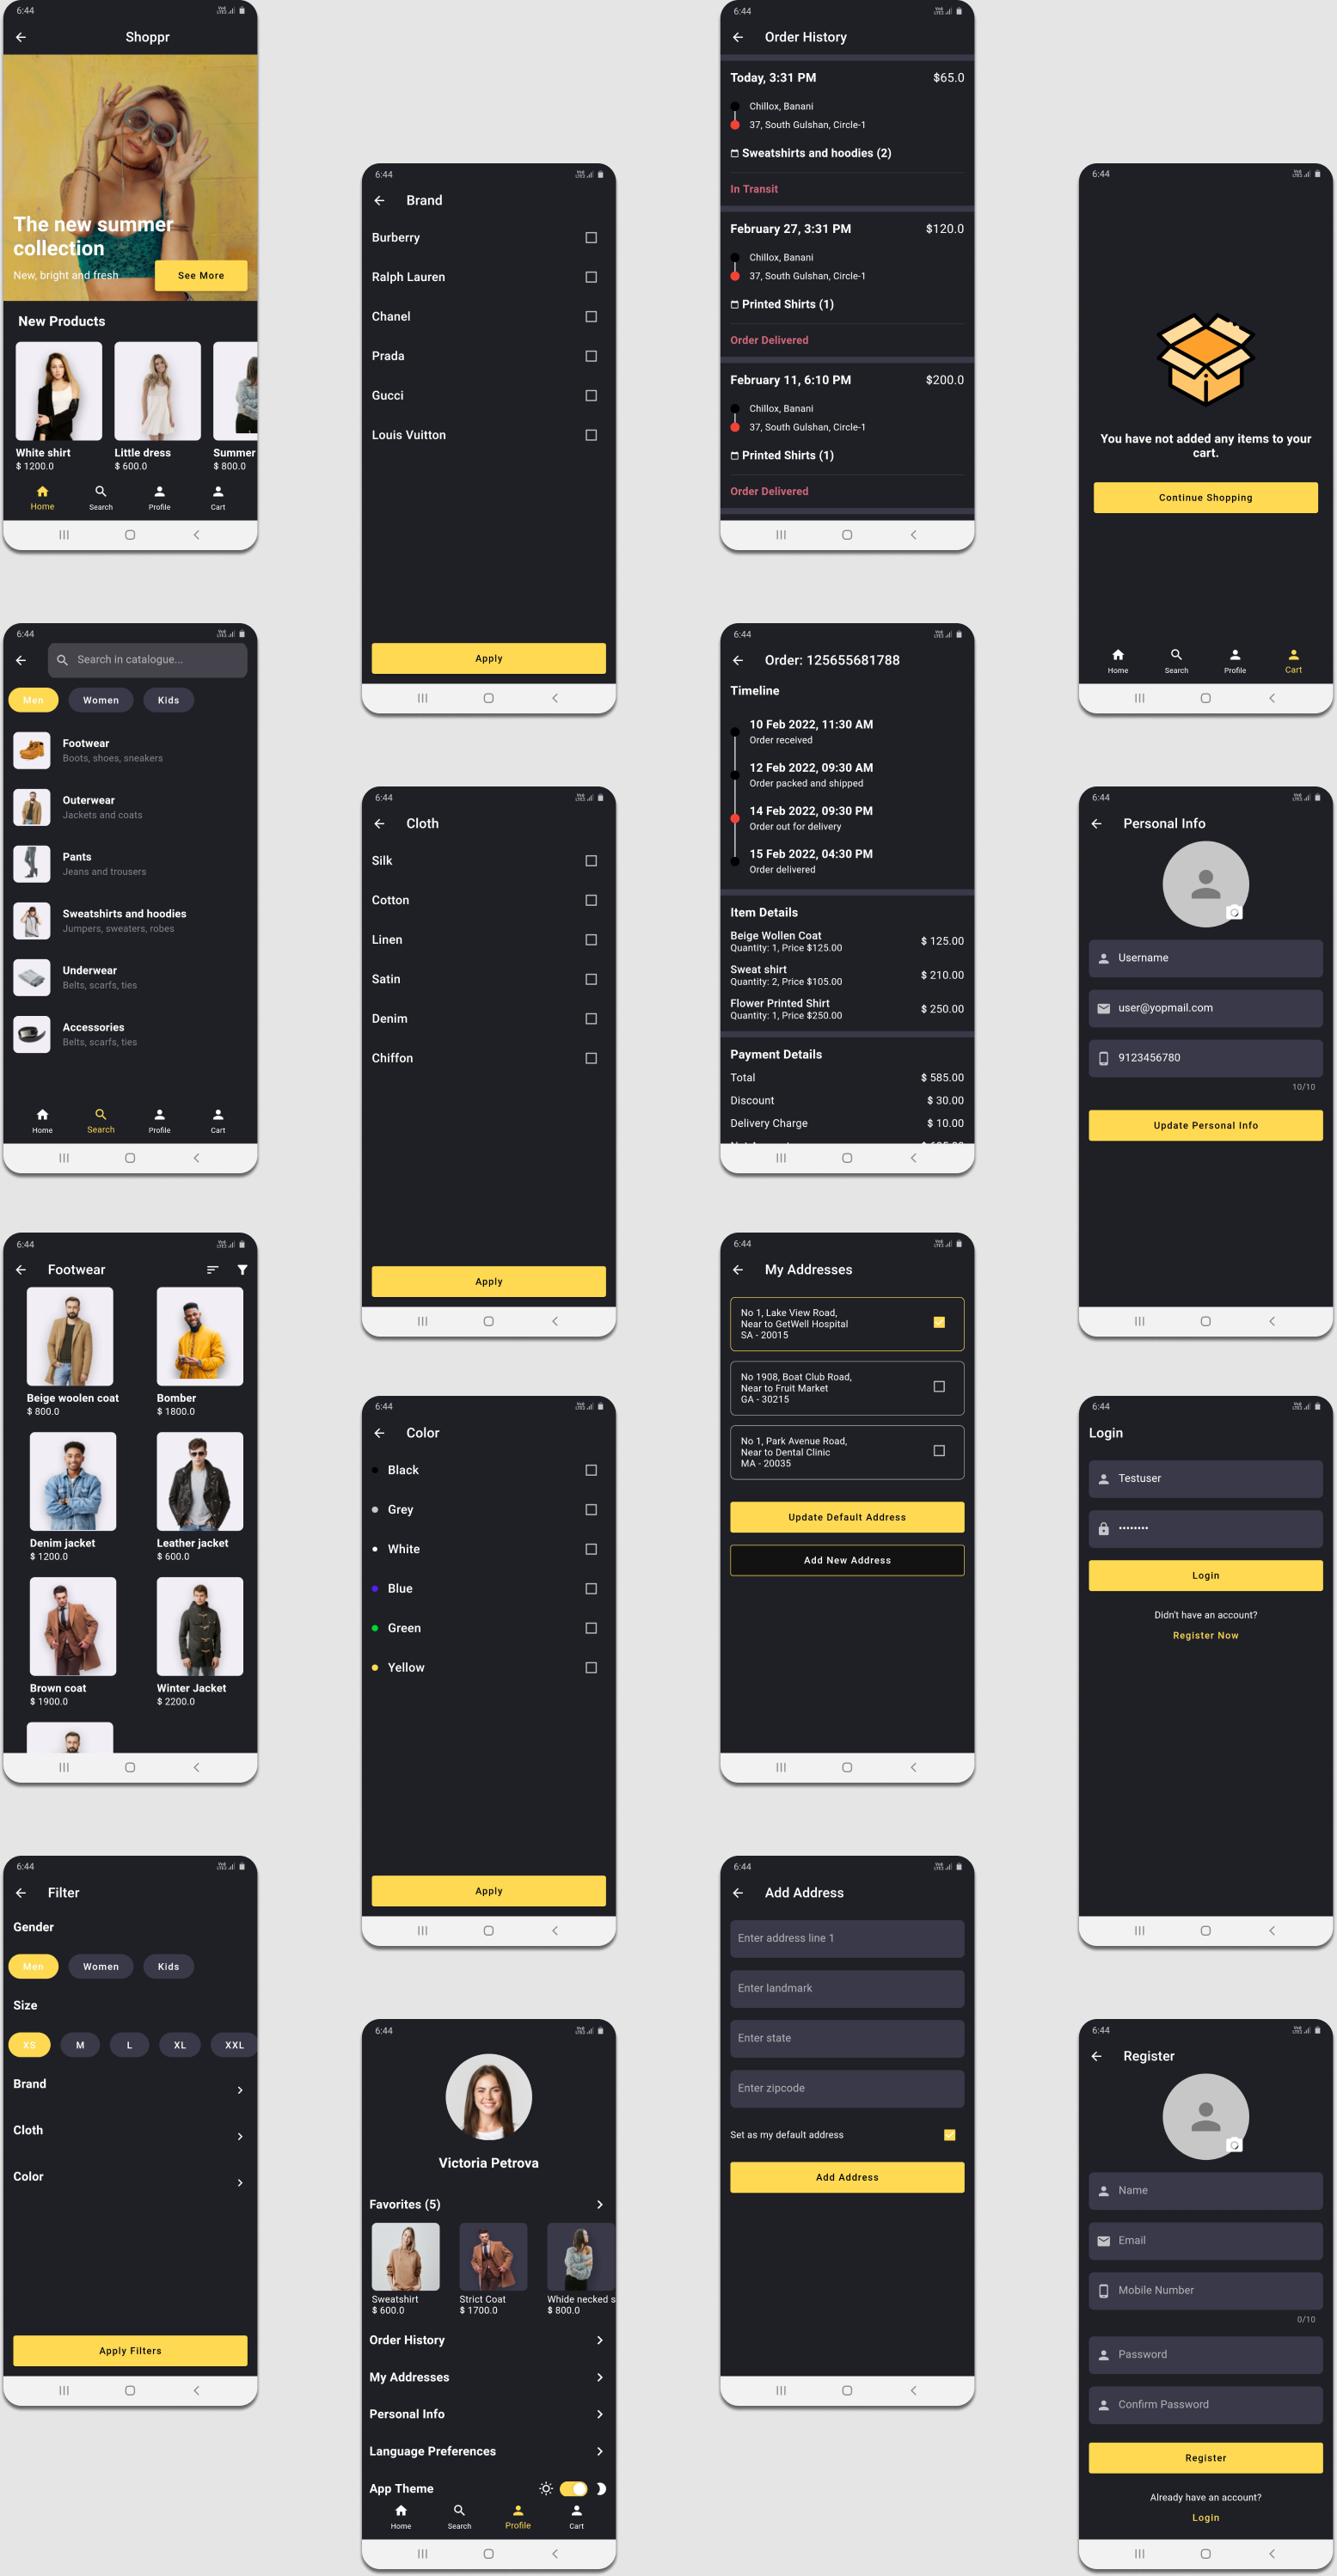 6:44
Shoppr
The new summer
collection
New, bright and fresh
See More
New Products
White shirt
$ 1200.0
Little dress
$ 600.0
Summer
$ 800.0
Home
Search
Profile
Cart
6:44
Search in catalogue...
Men
Women
Kids
Footwear
Boots, shoes, sneakers
Outerwear
Jackets and coats
Pants
Jeans and trousers
Sweatshirts and hoodies
Jumpers, sweaters, robes
Underwear
Belts, scarfs, ties
Accessories
Belts, scarfs, ties
Home
Search
Profile
Cart
6:44
Footwear
Beige woolen coat
$ 800.0
Bomber
$ 1800.0
Denim jacket
$ 1200.0
Leather jacket
$ 600.0
Brown coat
$ 1900.0
Winter Jacket
$ 2200.0
6:44
Filter
Gender
Men
Women
Kids
Size
XS
M
L
XL
XXL
Brand
Cloth
Color
Apply Filters
6:44
Brand
Burberry
Ralph Lauren
Chanel
Prada
Gucci
Louis Vuitton
Apply
6:44
Cloth
Silk
Cotton
Linen
Satin
Denim
Chiffon
Apply
6:44
Color
Black
Grey
White
Blue
Green
Yellow
Apply
6:44
Victoria Petrova
Favorites (5)
Sweatshirt
$ 600.0
Strict Coat
$ 1700.0
Whide necked s
$ 800.0
Order History
My Addresses
Personal Info
Language Preferences
App Theme
Home
Search
Profile
Cart
6:44
Order History
Today, 3:31 PM
$65.0
Chillox, Banani
37, South Gulshan, Circle-1
Sweatshirts and hoodies (2)
In Transit
February 27, 3:31 PM
$120.0
Chillox, Banani
37, South Gulshan, Circle-1
Printed Shirts (1)
Order Delivered
February 11, 6:10 PM
$200.0
Chillox, Banani
37, South Gulshan, Circle-1
Printed Shirts (1)
Order Delivered
6:44
Order: 125655681788
Timeline
10 Feb 2022, 11:30 AM
Order received
12 Feb 2022, 09:30 AM
Order packed and shipped
14 Feb 2022, 09:30 PM
Order out for delivery
15 Feb 2022, 04:30 PM
Order delivered
Item Details
Beige Wollen Coat
Quantity: 1, Price $125.00
$ 125.00
Sweat shirt
Quantity: 2, Price $105.00
$ 210.00
Flower Printed Shirt
Quantity: 1, Price $250.00
$ 250.00
Payment Details
Total
$ 585.00
Discount
$ 30.00
Delivery Charge
$ 10.00
6:44
My Addresses
No 1, Lake View Road,
Near to GetWell Hospital
SA - 20015
No 1908, Boat Club Road,
Near to Fruit Market
GA - 30215
No 1, Park Avenue Road,
Near to Dental Clinic
MA - 20035
Update Default Address
Add New Address
6:44
Add Address
Enter address line 1
Enter landmark
Enter state
Enter zipcode
Set as my default address
Add Address
6:44
You have not added any items to your
cart.
Continue Shopping
Home
Search
Profile
Cart
6:44
Personal Info
Username
user@yopmail.com
9123456780
10/10
Update Personal Info
6:44
Login
Testuser
Login
Didn't have an account?
Register Now
6:44
Register
Name
Email
Mobile Number
0/10
Password
Confirm Password
Register
Already have an account?
Login